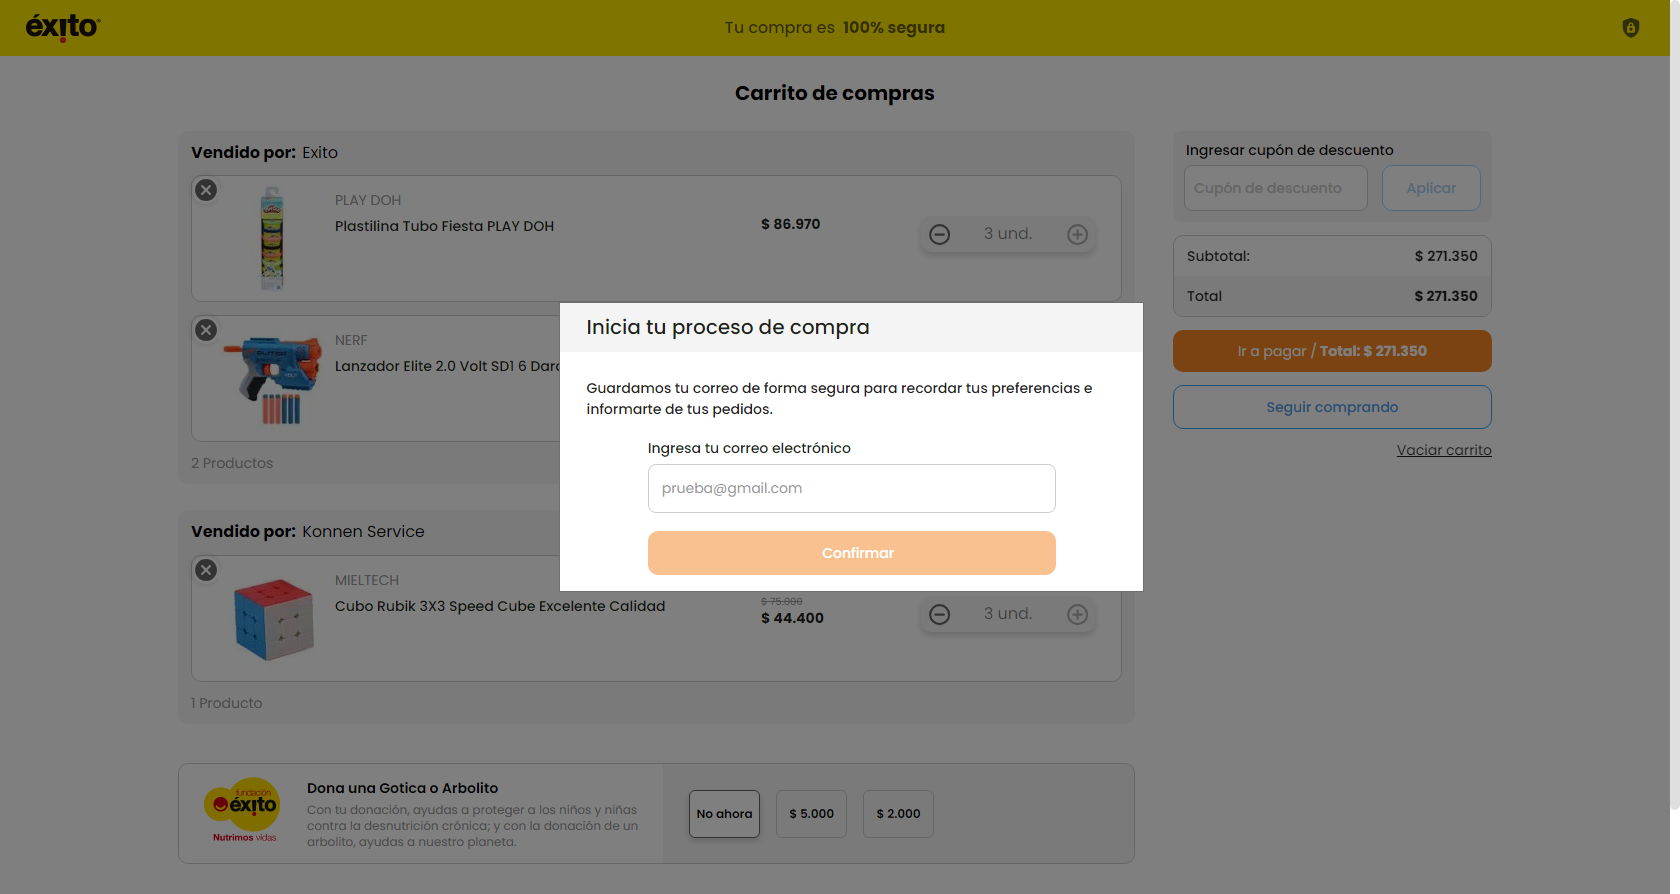 éxito
Tu compra es 100% segura
Carrito de compras
Vendido por: Exito
PLAY DOH
Plastilina Tubo Fiesta PLAY DOH
$ 86.970
3 und.
NERF
Lanzador Elite 2.0 Volt SD1 6 Darc
2 Productos
Vendido por: Konnen Service
MIELTECH
Cubo Rubik 3X3 Speed Cube Excelente Calidad
$ 75.900
$ 44.400
3 und.
1 Producto
fundación
éxito
Nutrimos vidas
Dona una Gotica o Arbolito
Con tu donación, ayudas a proteger a los niños y niñas
contra la desnutrición crónica; y con la donación de un
arbolito, ayudas a nuestro planeta.
No ahora
$ 5.000
$ 2.000
Ingresar cupón de descuento
Cupón de descuento
Aplicar
Subtotal: $ 271.350
Total $ 271.350
Ir a pagar / Total: $ 271.350
Seguir comprando
Vaciar carrito
Inicia tu proceso de compra
Guardamos tu correo de forma segura para recordar tus preferencias e
informarte de tus pedidos.
Ingresa tu correo electrónico
prueba@gmail.com
Confirmar